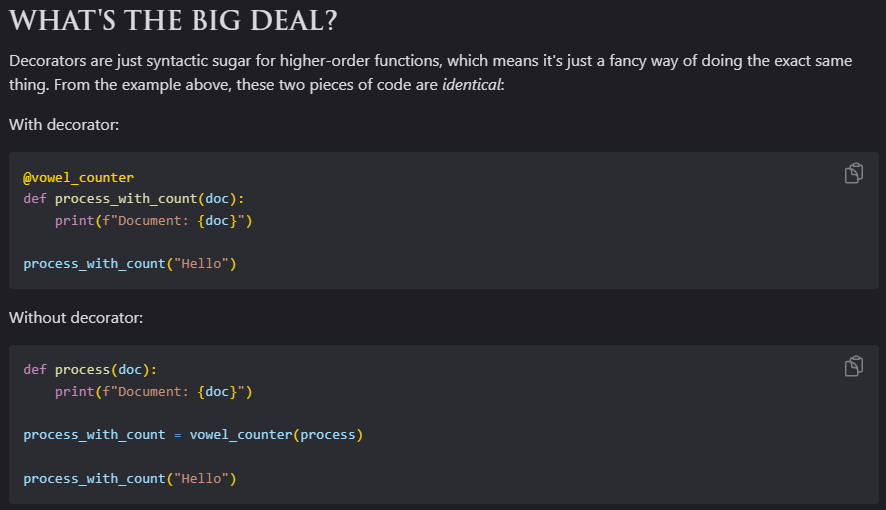 WHAT'S THE BIG DEAL?
Decorators are just syntactic sugar for higher-order functions, which means it's just a fancy way of doing the exact same
thing. From the example above, these two pieces of code are identical:
With decorator:
@vowel_counter
def process_with_count(doc):
    print(f"Document: {doc}")
process_with_count("Hello")
Without decorator:
def process(doc):
    print(f"Document: {doc}")
process_with_count = vowel_counter(process)
process_with_count("Hello")